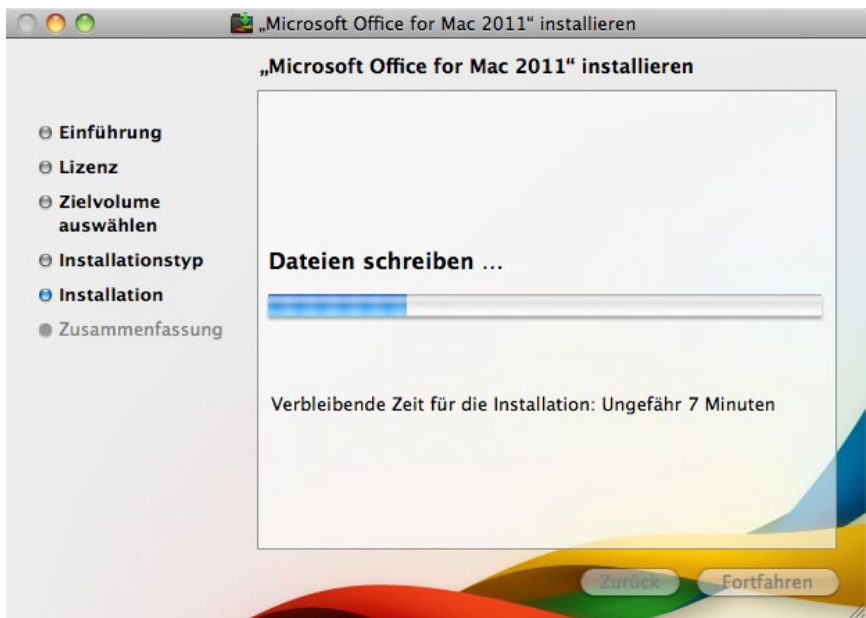 „Microsoft Office for Mac 2011“ installieren
„Microsoft Office for Mac 2011“ installieren
Einführung
Lizenz
Zielvolume
auswählen
Installationstyp
Installation
Zusammenfassung
Dateien schreiben ...
Verbleibende Zeit für die Installation: Ungefähr 7 Minuten
Zurück
Fortfahren